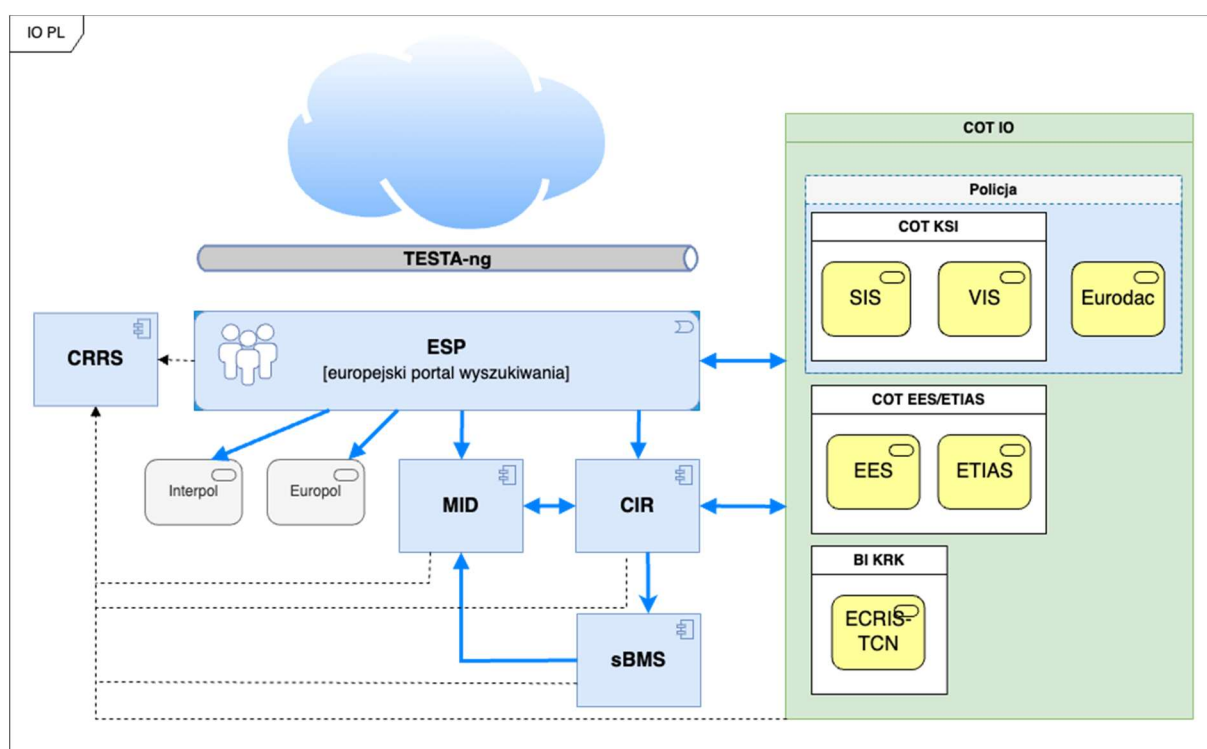 IO PL
COT IO
Policja
COT KSI
SIS
VIS
Eurodac
TESTA-ng
CRRS
ESP
[europejski portal wyszukiwania]
COT EES/ETIAS
EES
ETIAS
Interpol
Europol
MID
CIR
BI KRK
ECRIS-
TCN
sBMS